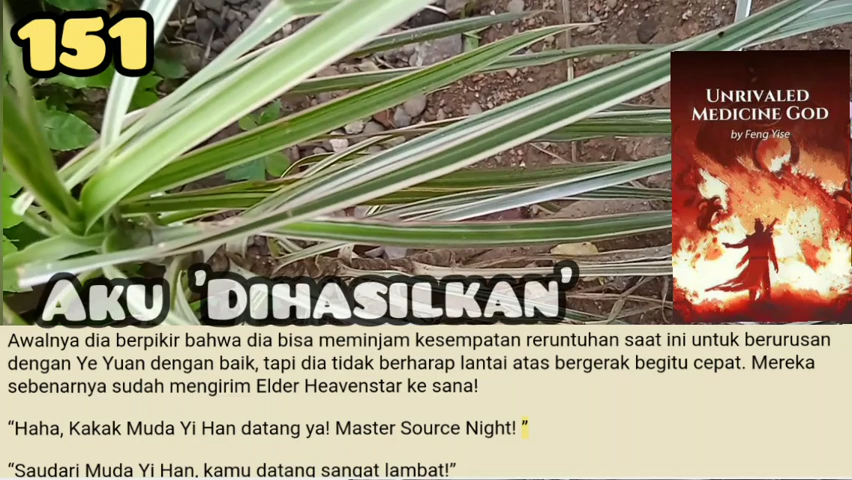 151
UNRIVALED
MEDICINE GOD
by Feng Yise
AKU 'DIHASILKAN'
Awalnya dia berpikir bahwa dia bisa meminjam kesempatan reruntuhan saat ini untuk berurusan
dengan Ye Yuan dengan baik, tapi dia tidak berharap lantai atas bergerak begitu cepat. Mereka
sebenarnya sudah mengirim Elder Heavenstar ke sana!
“Haha, Kakak Muda Yi Han datang ya! Master Source Night! ”
“Saudari Muda Yi Han, kamu datang sangat lambat!”